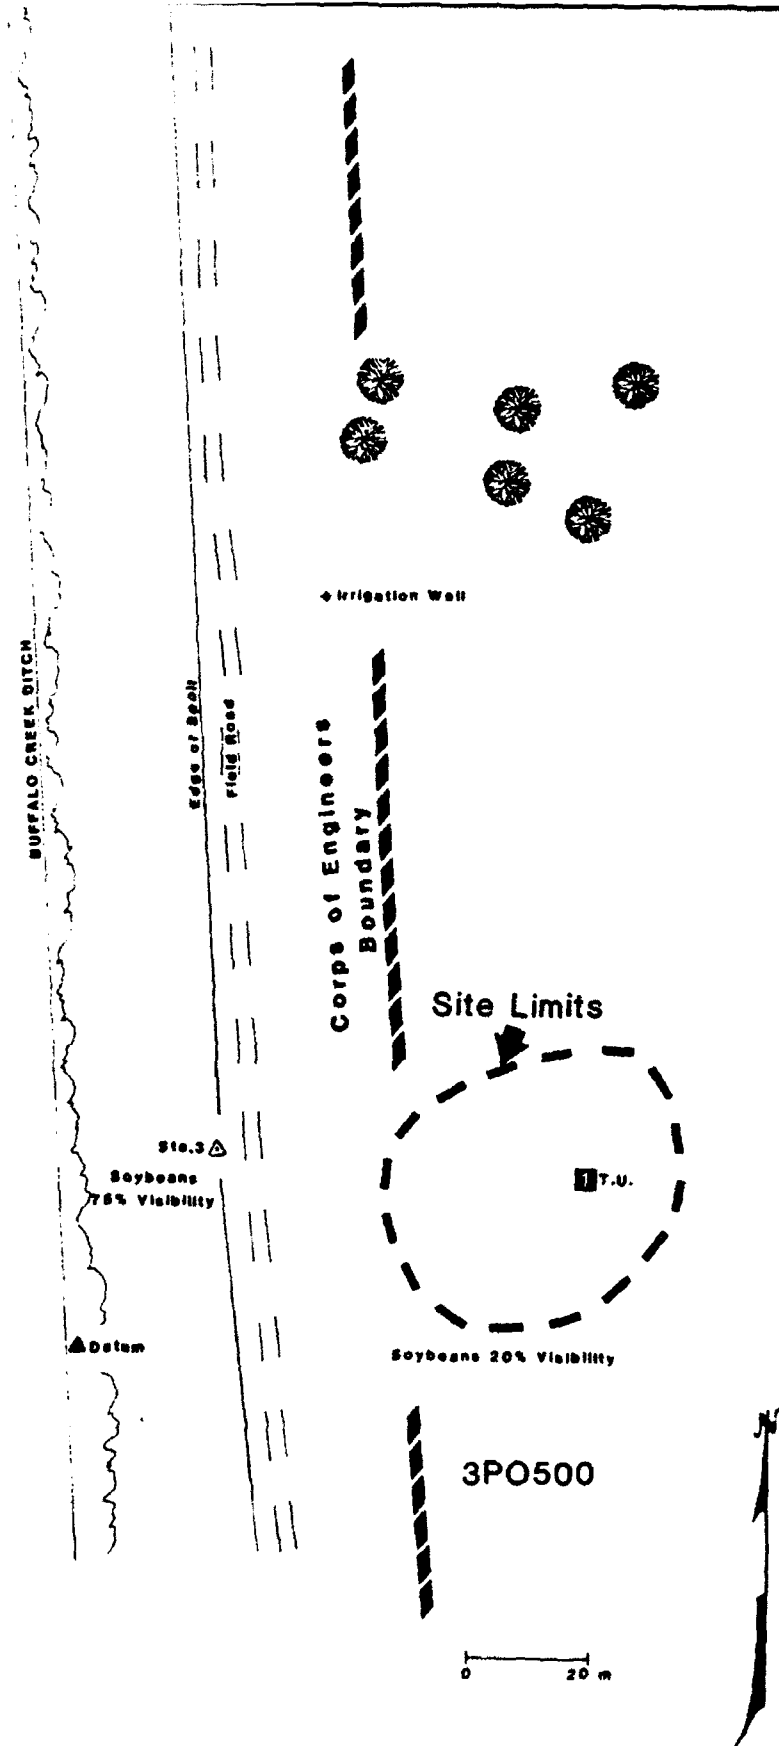 Irrigation Well
BUFFALO CREEK DITCH
Edge of Spoil
Field Road
Corps of Engineers
Boundary
Site Limits
Sta.3
Soybeans
75% Visibility
1 T.U.
Datum
Soybeans 20% Visibility
3PO500
0 20 m